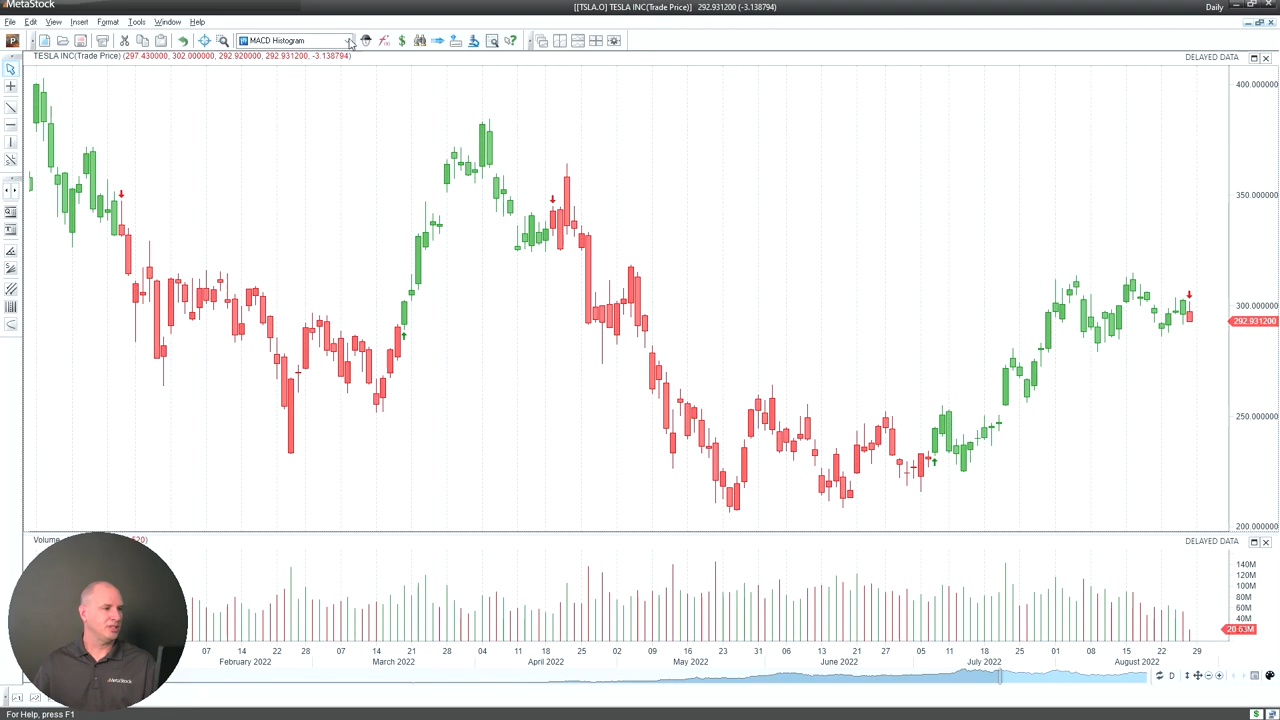 MetaStock
[[TSLA.O] TESLA INC(Trade Price)] 292.931200 (-3.138794)
Daily
File Edit View Insert Format Tools Window Help
MACD Histogram
TESLA INC(Trade Price) (297.430000, 302.000000, 292.920000, 292.931200, -3.138794)
DELAYED DATA
400.000000
350.000000
300.000000
292.931200
250.000000
200.000000
DELAYED DATA
140M
120M
100M
80M
60M
40M
20.63M
07 14 22 28 07 14 21 28 04 11 18 25 02 09 16 23 30 06 13 21 27 05 11 18 25 01 08 15 22 29
February 2022 March 2022 April 2022 May 2022 June 2022 July 2022 August 2022
D
MetaStock
For Help, press F1